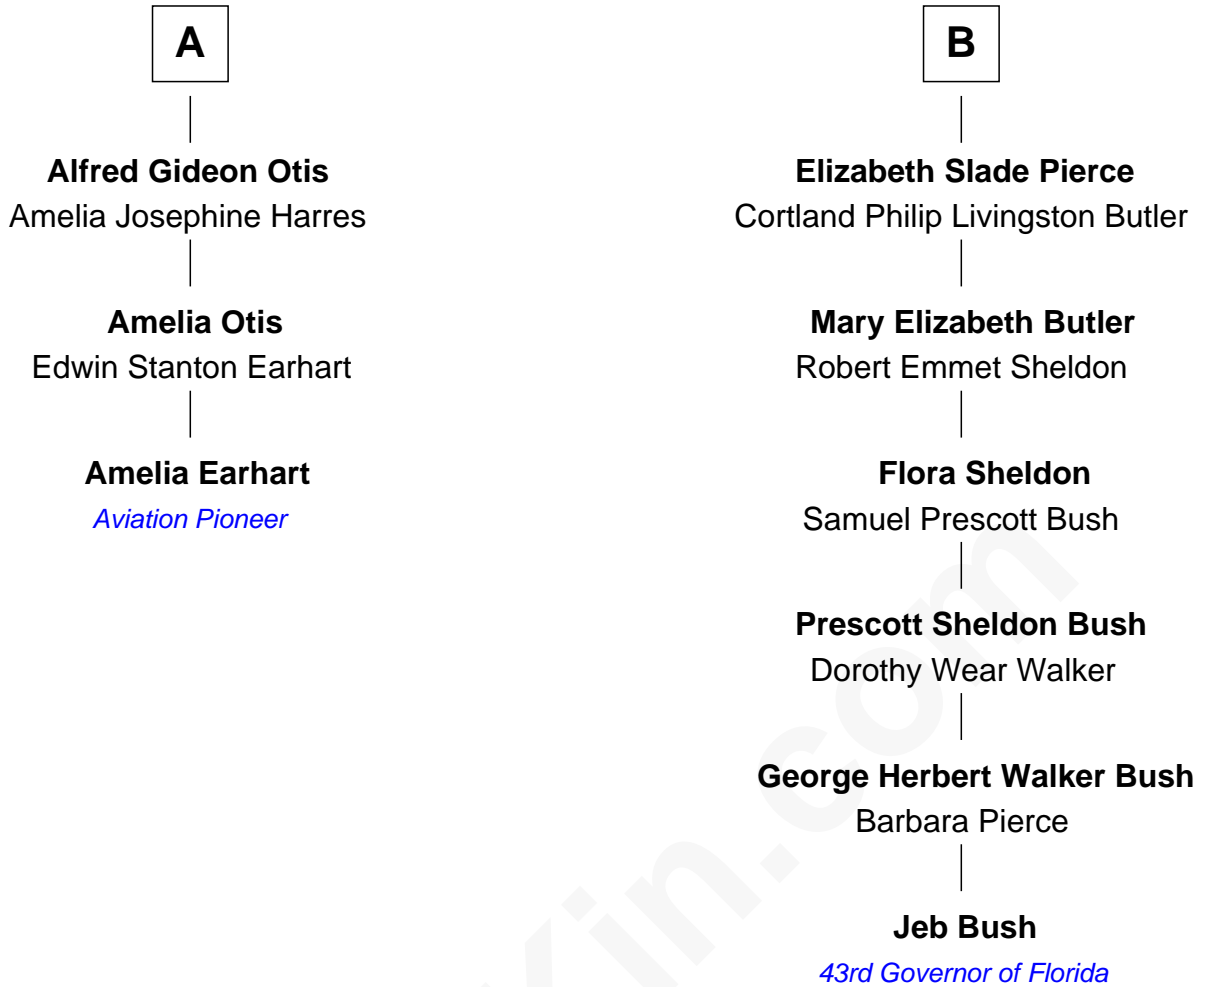 A
Alfred Gideon Otis
Amelia Josephine Harres
Amelia Otis
Edwin Stanton Earhart
Amelia Earhart
Aviation Pioneer
B
Elizabeth Slade Pierce
Cortland Philip Livingston Butler
Mary Elizabeth Butler
Robert Emmet Sheldon
Flora Sheldon
Samuel Prescott Bush
Prescott Sheldon Bush
Dorothy Wear Walker
George Herbert Walker Bush
Barbara Pierce
Jeb Bush
43rd Governor of Florida
Kin.com